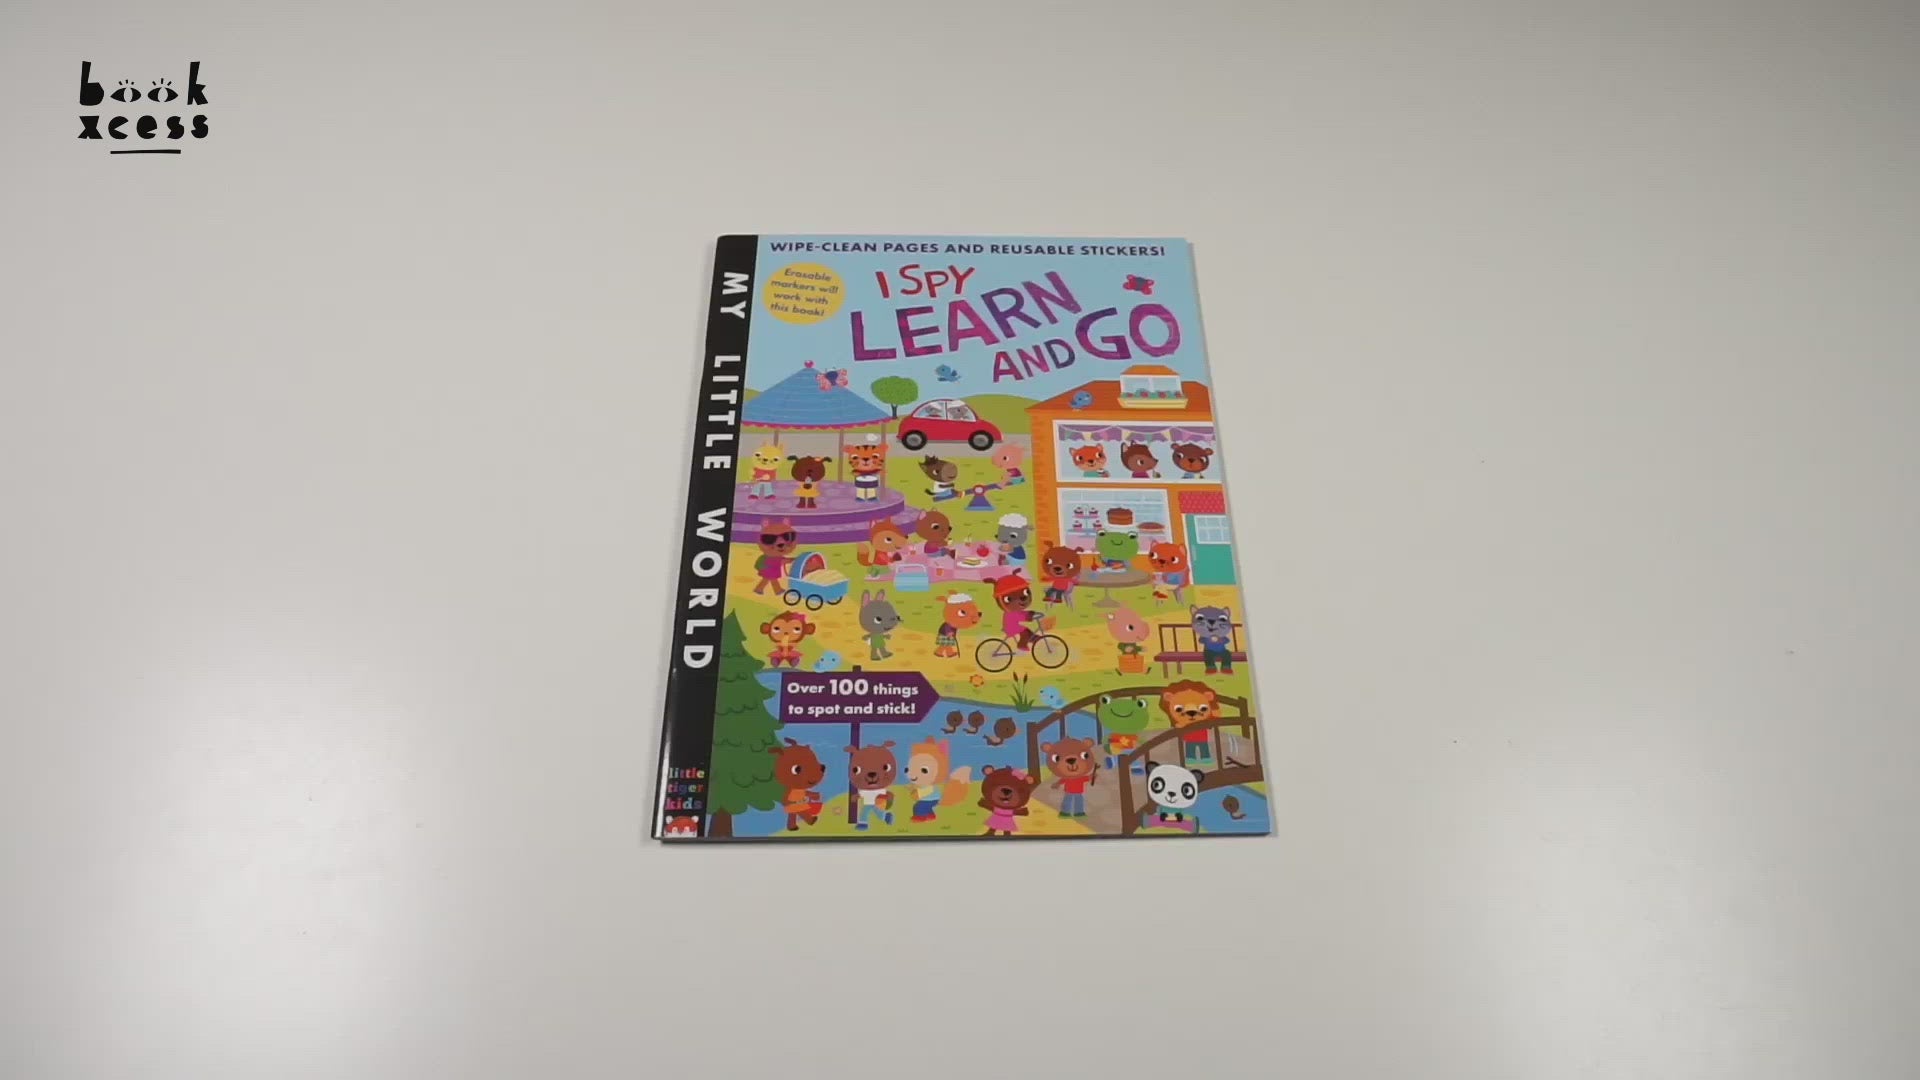 book
xcess
WIPE-CLEAN PAGES AND REUSABLE STICKERS!
Erasable
markers will
work with
this book!
I SPY
LEARN
AND GO
MY LITTLE WORLD
Over 100 things
to spot and stick!
little
tiger
kids